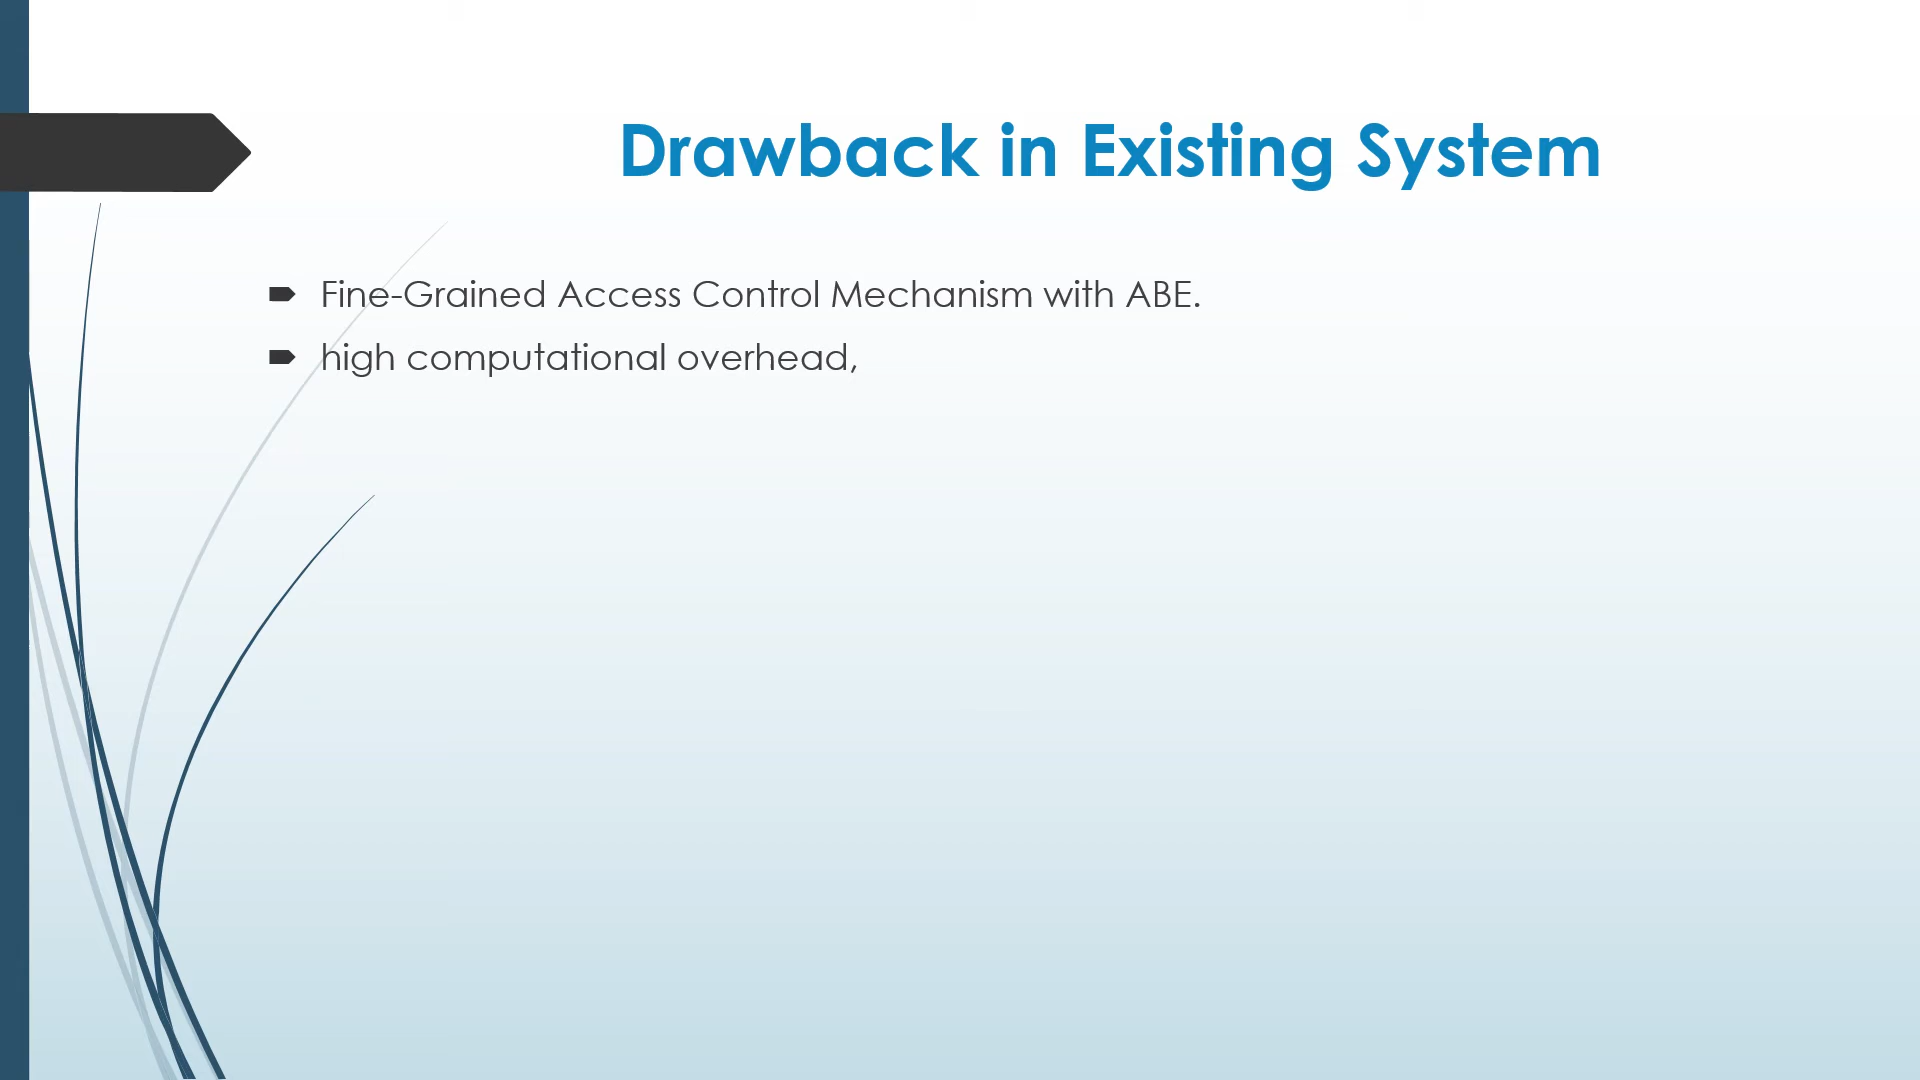 Drawback in Existing System
Fine-Grained Access Control Mechanism with ABE.
high computational overhead,